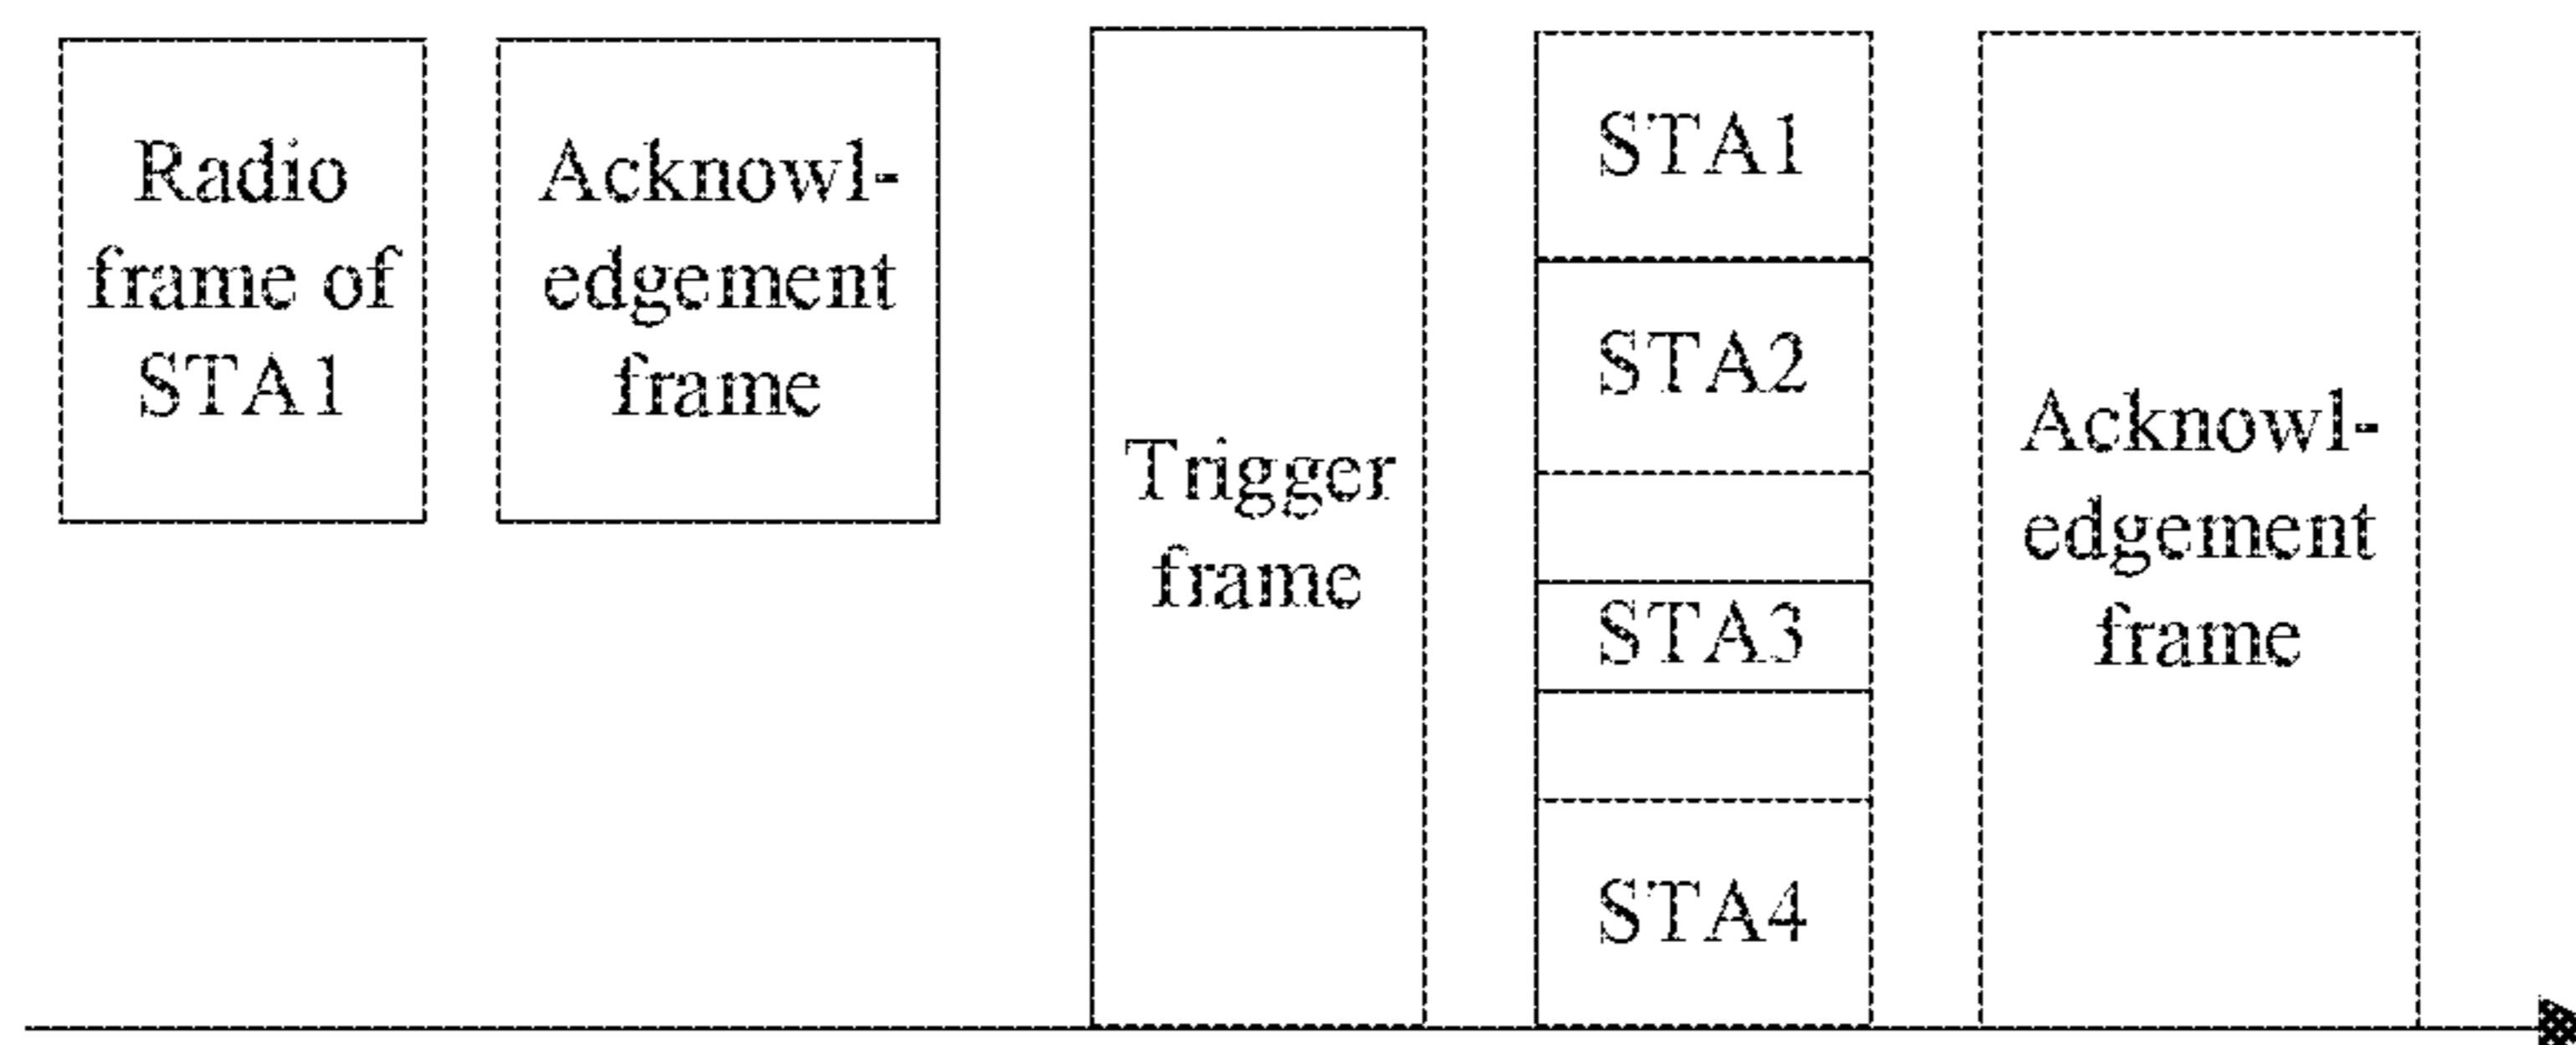 Radio
frame of
STA1
Acknowl-
edgement
frame
Trigger
frame
STA1
STA2
STA3
STA4
Acknowl-
edgement
frame